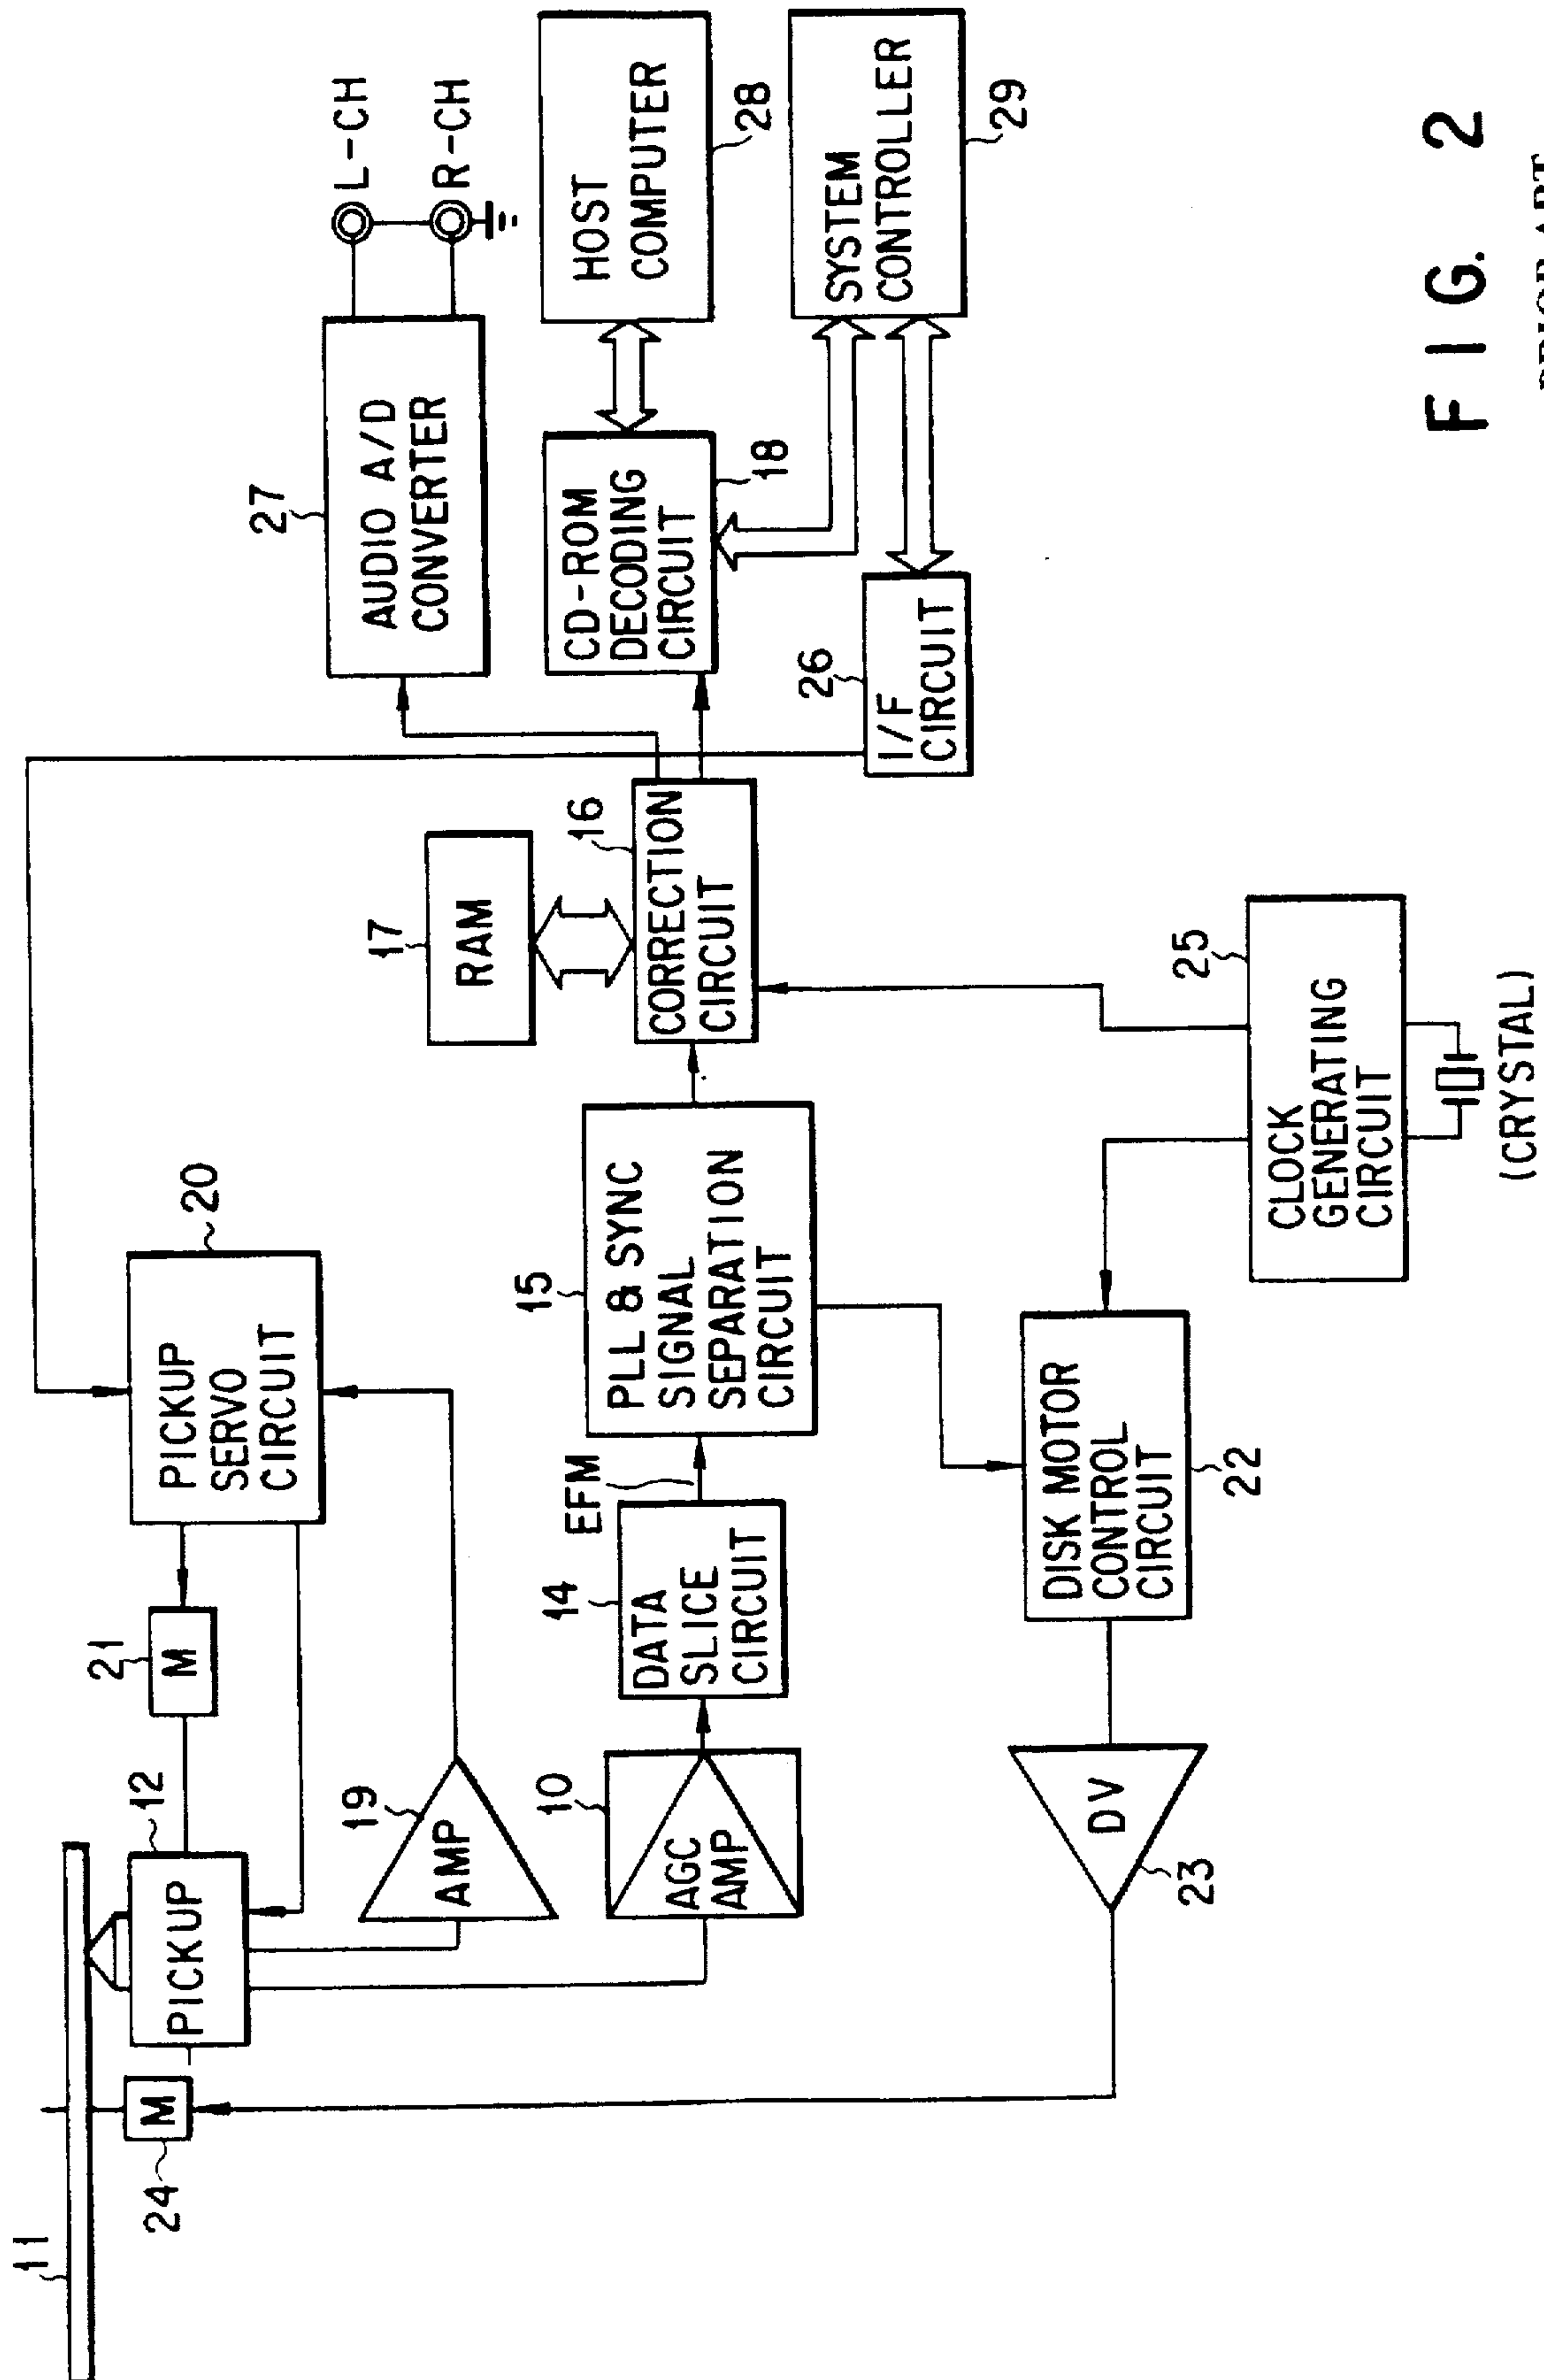 11
24
M
PICKUP
12
M
21
PICKUP
SERVO
CIRCUIT
20
AMP
19
AGC
AMP
10
DATA
SLICE
CIRCUIT
14
EFM
PLL & SYNC
SIGNAL
SEPARATION
CIRCUIT
15
RAM
17
CORRECTION
CIRCUIT
16
AUDIO A/D
CONVERTER
27
L-CH
R-CH
CD-ROM
DECODING
CIRCUIT
18
HOST
COMPUTER
28
SYSTEM
CONTROLLER
29
I/F
CIRCUIT
26
DV
23
DISK MOTOR
CONTROL
CIRCUIT
22
CLOCK
GENERATING
CIRCUIT
25
(CRYSTAL)
FIG. 2
PRIOR ART